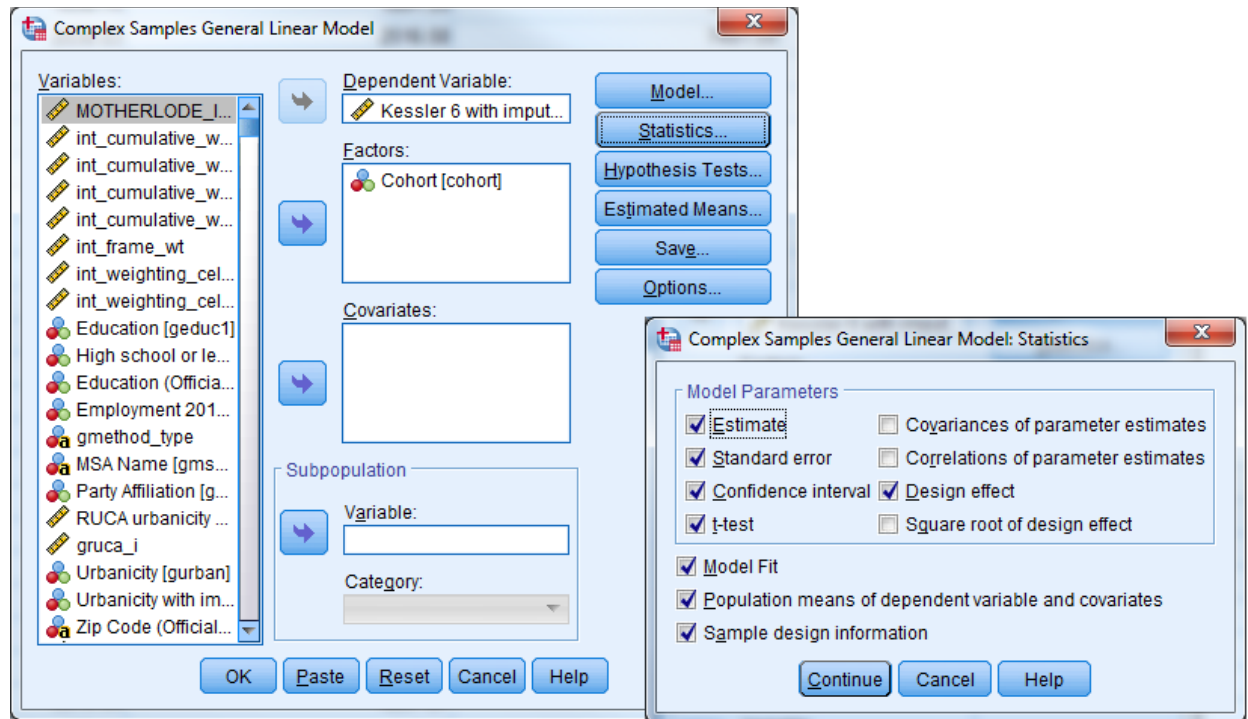 Complex Samples General Linear Model
Variables:
MOTHERLODE_I...
int_cumulative_w...
int_cumulative_w...
int_cumulative_w...
int_cumulative_w...
int_frame_wt
int_weighting_cel...
int_weighting_cel...
Education [geduc1]
High school or le...
Education (Officia...
Employment 201...
gmethod_type
MSA Name [gms...
Party Affiliation [g...
RUCA urbanicity ...
gruca_i
Urbanicity [gurban]
Urbanicity with im...
Zip Code (Official...
Dependent Variable:
Kessler 6 with imput...
Factors:
Cohort [cohort]
Covariates:
Subpopulation
Variable:
Category:
Model...
Statistics...
Hypothesis Tests...
Estimated Means...
Save...
Options...
OK
Paste
Reset
Cancel
Help
Complex Samples General Linear Model: Statistics
Model Parameters
Estimate
Covariances of parameter estimates
Standard error
Correlations of parameter estimates
Confidence interval
Design effect
t-test
Square root of design effect
Model Fit
Population means of dependent variable and covariates
Sample design information
Continue
Cancel
Help